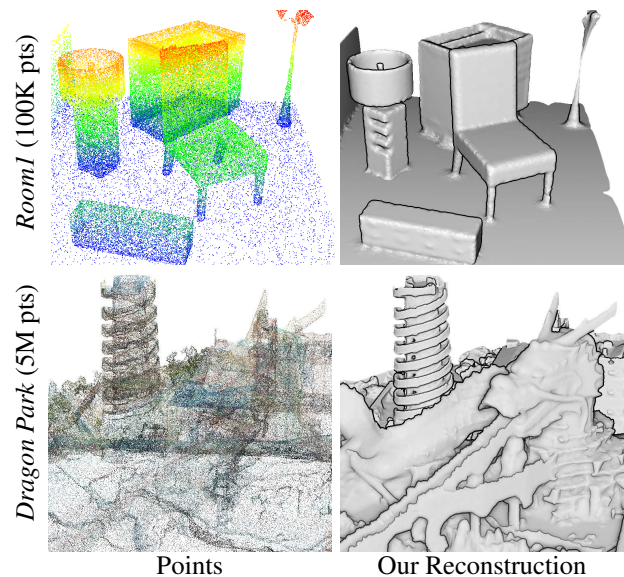 Room1 (100K pts)
Dragon Park (5M pts)
Points
Our Reconstruction